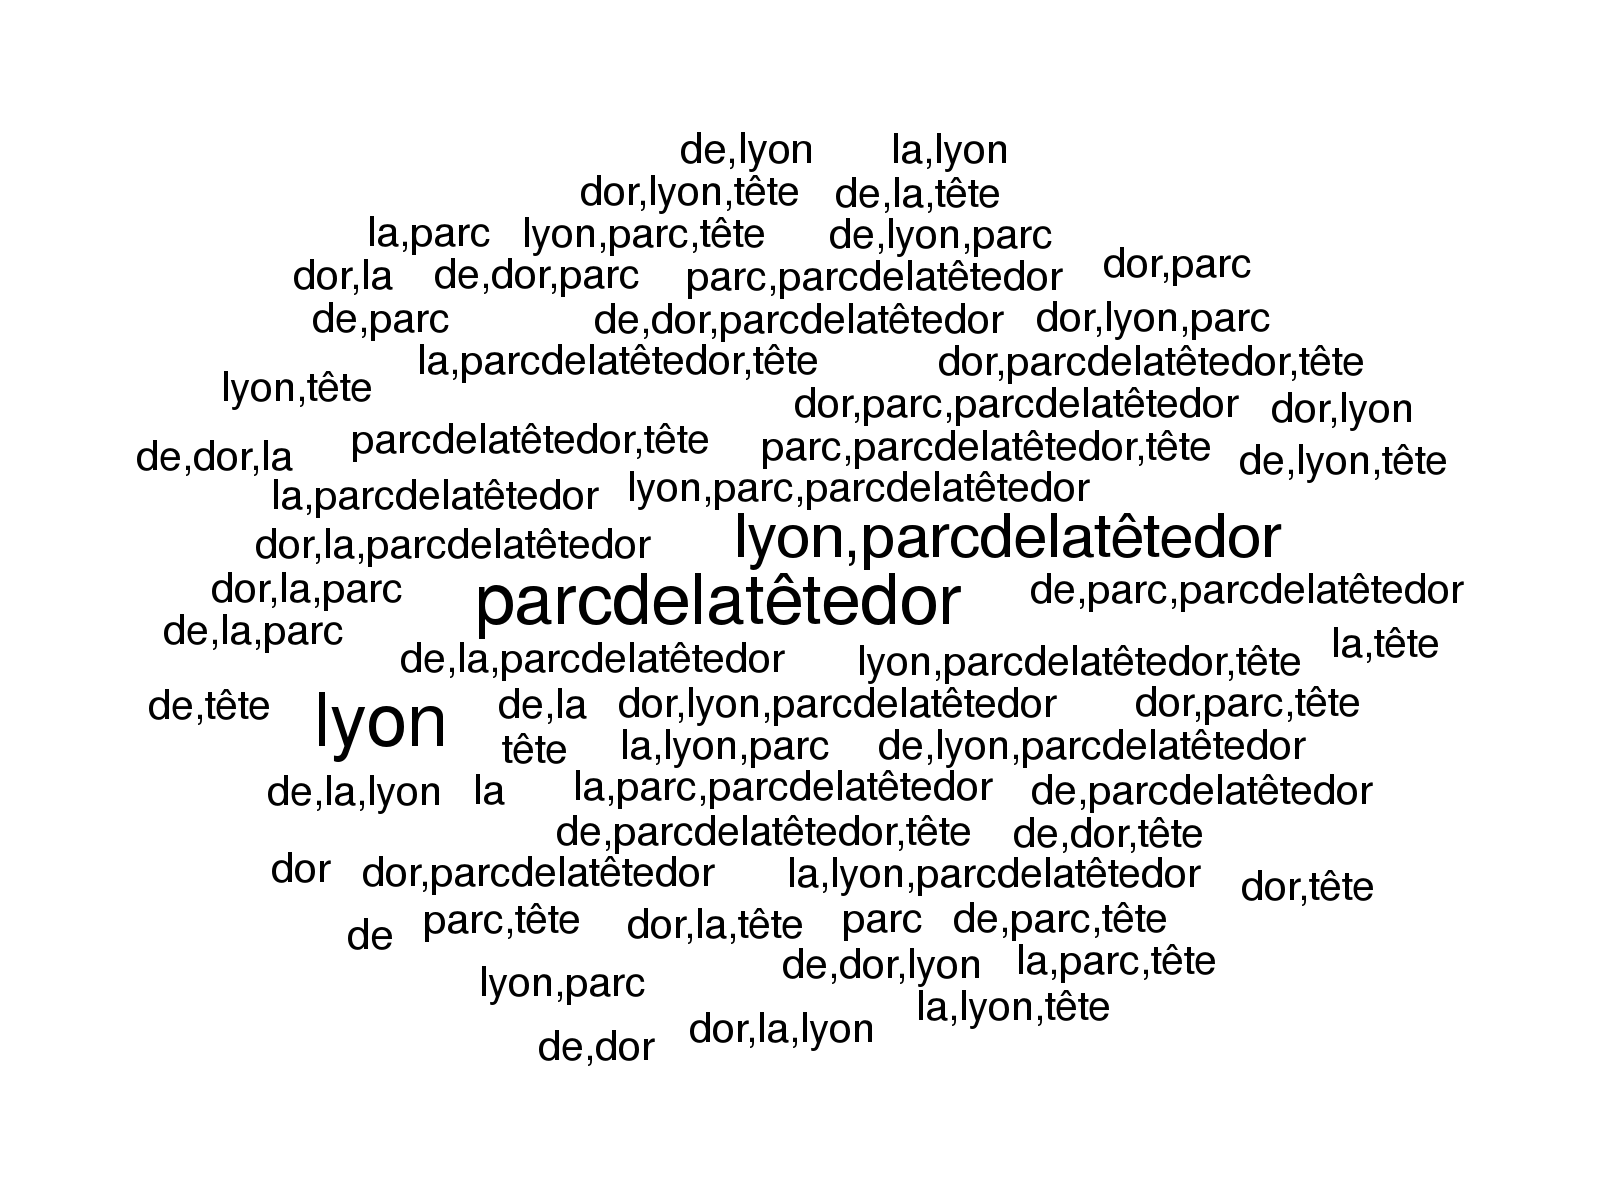 de,lyon la,lyon
dor,lyon,tête de,la,tête
la,parc lyon,parc,tête de,lyon,parc
dor,la de,dor,parc parc,parcdelatêtedor dor,parc
de,parc de,dor,parcdelatêtedor dor,lyon,parc
la,parcdelatêtedor,tête dor,parcdelatêtedor,tête
lyon,tête dor,parc,parcdelatêtedor dor,lyon
de,dor,la parcdelatêtedor,tête parc,parcdelatêtedor,tête de,lyon,tête
la,parcdelatêtedor lyon,parc,parcdelatêtedor
dor,la,parcdelatêtedor lyon,parcdelatêtedor
dor,la,parc parcdelatêtedor de,parc,parcdelatêtedor
de,la,parc la,tête
de,la,parcdelatêtedor lyon,parcdelatêtedor,tête
de,tête lyon de,la dor,lyon,parcdelatêtedor dor,parc,tête
tête la,lyon,parc de,lyon,parcdelatêtedor
de,la,lyon la la,parc,parcdelatêtedor de,parcdelatêtedor
de,parcdelatêtedor,tête de,dor,tête
dor dor,parcdelatêtedor la,lyon,parcdelatêtedor dor,tête
de parc,tête dor,la,tête parc de,parc,tête
lyon,parc de,dor,lyon la,parc,tête
de,dor dor,la,lyon la,lyon,tête